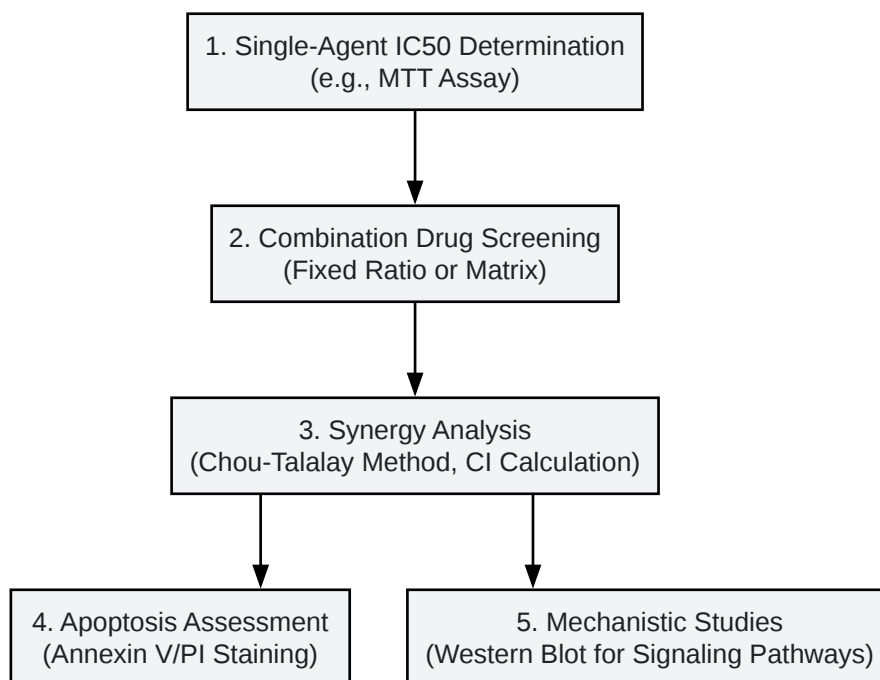 1. Single-Agent IC50 Determination
(e.g., MTT Assay)
2. Combination Drug Screening
(Fixed Ratio or Matrix)
3. Synergy Analysis
(Chou-Talalay Method, CI Calculation)
4. Apoptosis Assessment
(Annexin V/PI Staining)
5. Mechanistic Studies
(Western Blot for Signaling Pathways)